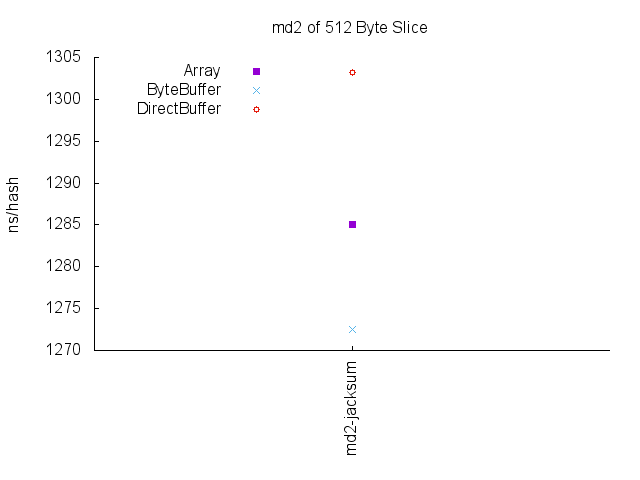 md2 of 512 Byte Slice
1305
Array
ByteBuffer
1300
DirectBuffer
1295
1290
1285
1280
1275
1270
ns/hash
md2-jacksum